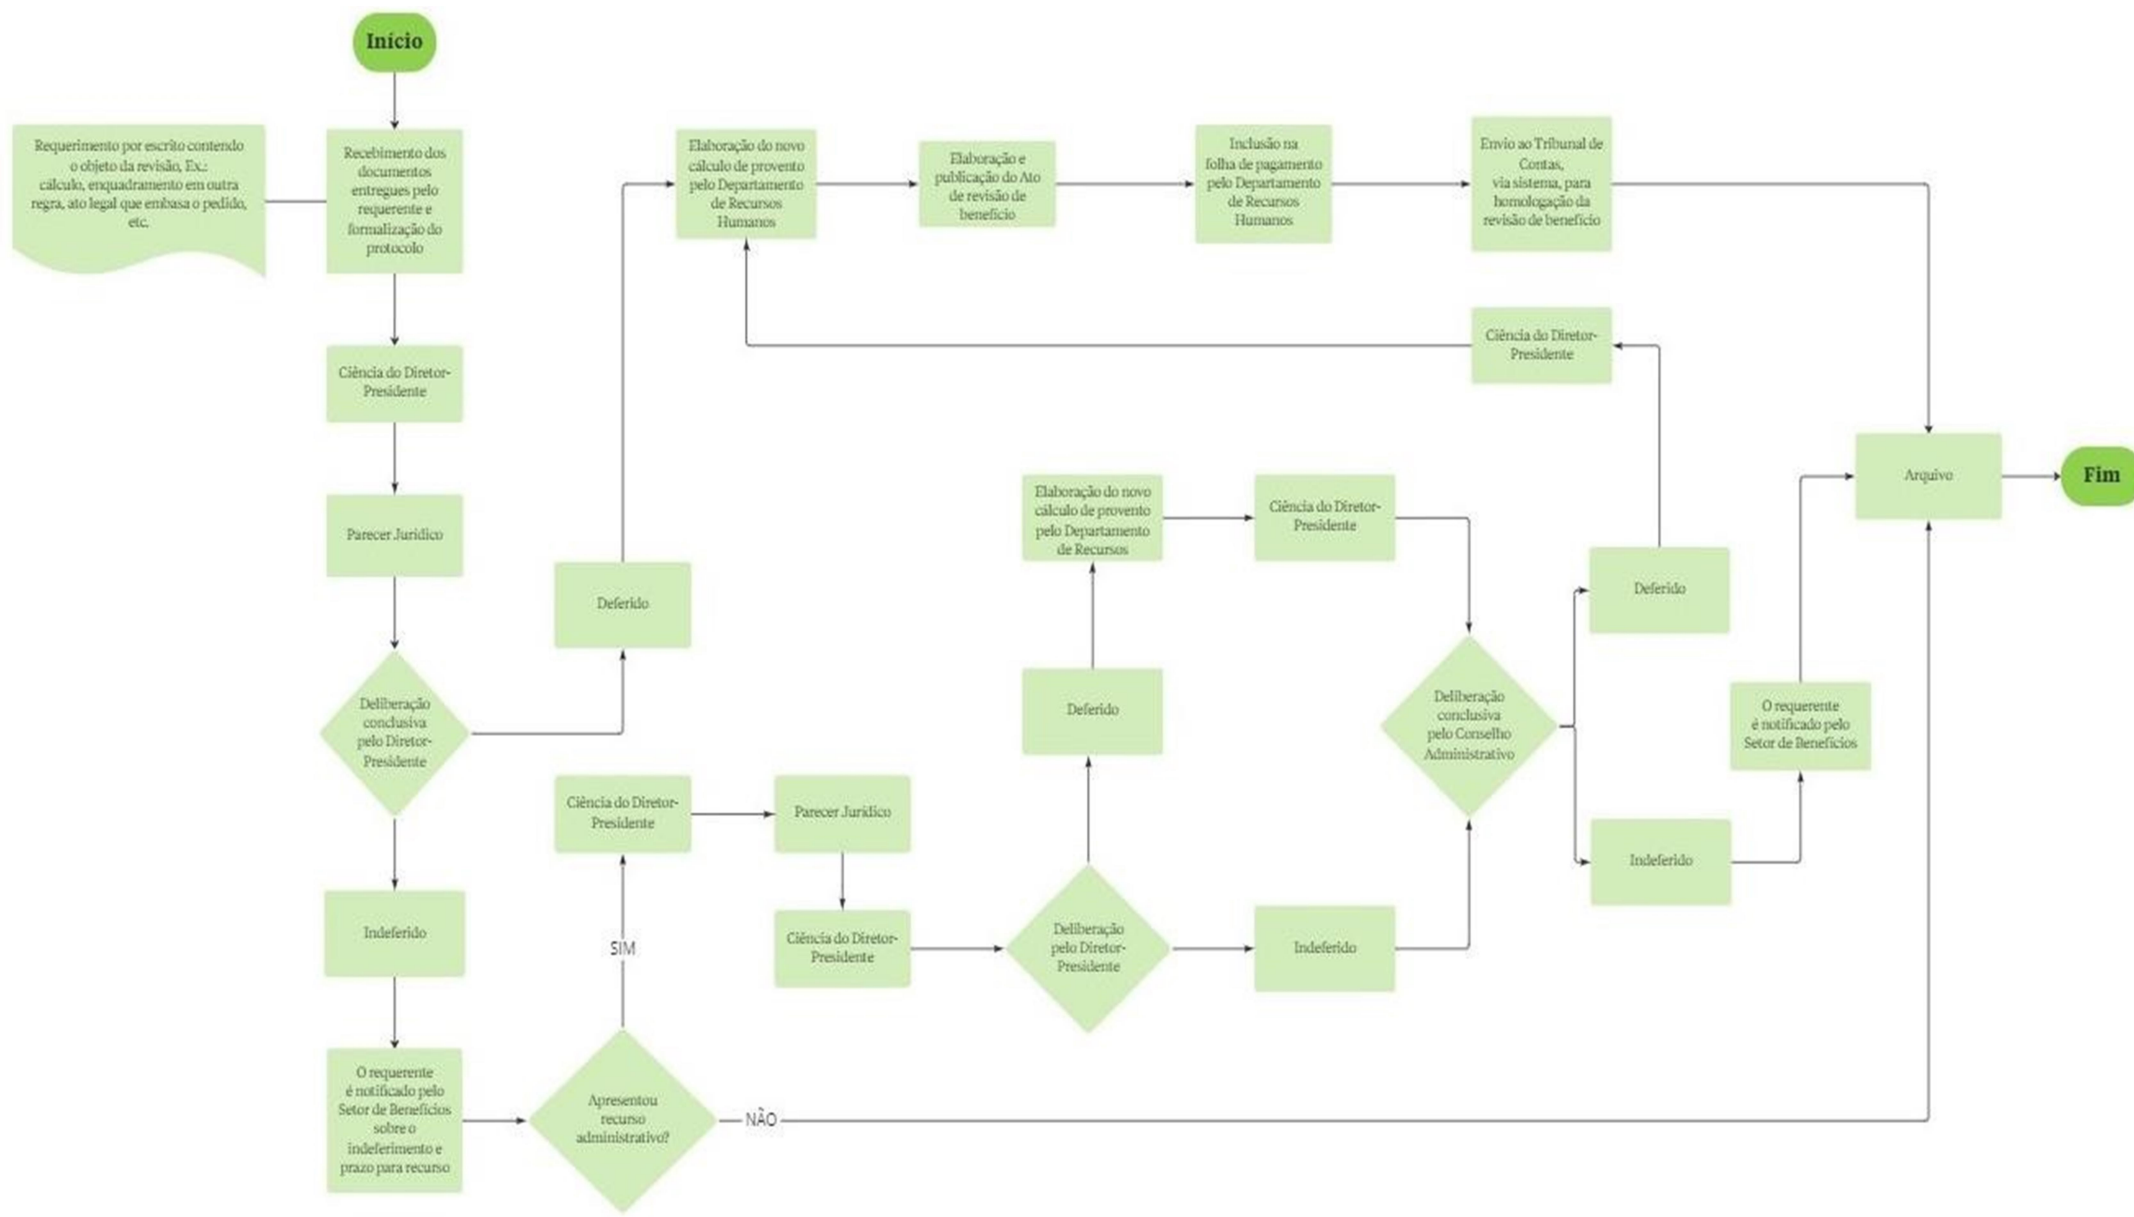 Início
Requerimento por escrito contendo
o objeto da revisão, Ex.:
cálculo, enquadramento em outra
regra, ato legal que embasa o pedido,
etc.
Recebimento dos
documentos
entregues pelo
requerente e
formalização do
protocolo
Ciência do Diretor-
Presidente
Parecer Jurídico
Deliberação
conclusiva
pelo Diretor-
Presidente
Deferido
Elaboração do novo
cálculo de provento
pelo Departamento
de Recursos
Humanos
Elaboração e
publicação do Ato
de revisão de
benefício
Inclusão na
folha de pagamento
pelo Departamento
de Recursos
Humanos
Envio ao Tribunal de
Contas,
via sistema, para
homologação da
revisão de benefício
Indeferido
O requerente
é notificado pelo
Setor de Benefícios
sobre o
indeferimento e
prazo para recurso
Apresentou
recurso
administrativo?
SIM
NÃO
Ciência do Diretor-
Presidente
Parecer Jurídico
Ciência do Diretor-
Presidente
Deliberação
pelo Diretor-
Presidente
Deferido
Elaboração do novo
cálculo de provento
pelo Departamento
de Recursos
Ciência do Diretor-
Presidente
Indeferido
Deliberação
conclusiva
pelo Conselho
Administrativo
Deferido
Ciência do Diretor-
Presidente
Indeferido
O requerente
é notificado pelo
Setor de Benefícios
Arquivo
Fim